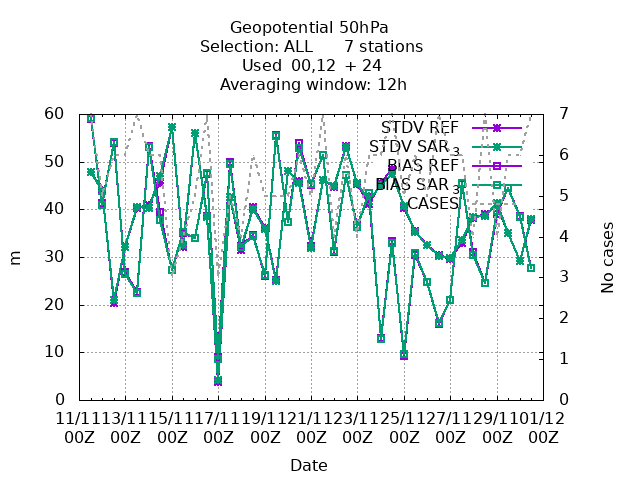 Geopotential 50hPa
Selection: ALL 7 stations
Used 00,12 + 24
Averaging window: 12h
60 7
STDV REF
STDV SAR_3
BIAS REF
BIAS SAR_3
CASES
50 6
40 5
4
30 3
20 2
10 1
0 0
m
No cases
11/11 13/11 15/11 17/11 19/11 21/11 23/11 25/11 27/11 29/11 01/12
00Z 00Z 00Z 00Z 00Z 00Z 00Z 00Z 00Z 00Z 00Z
Date